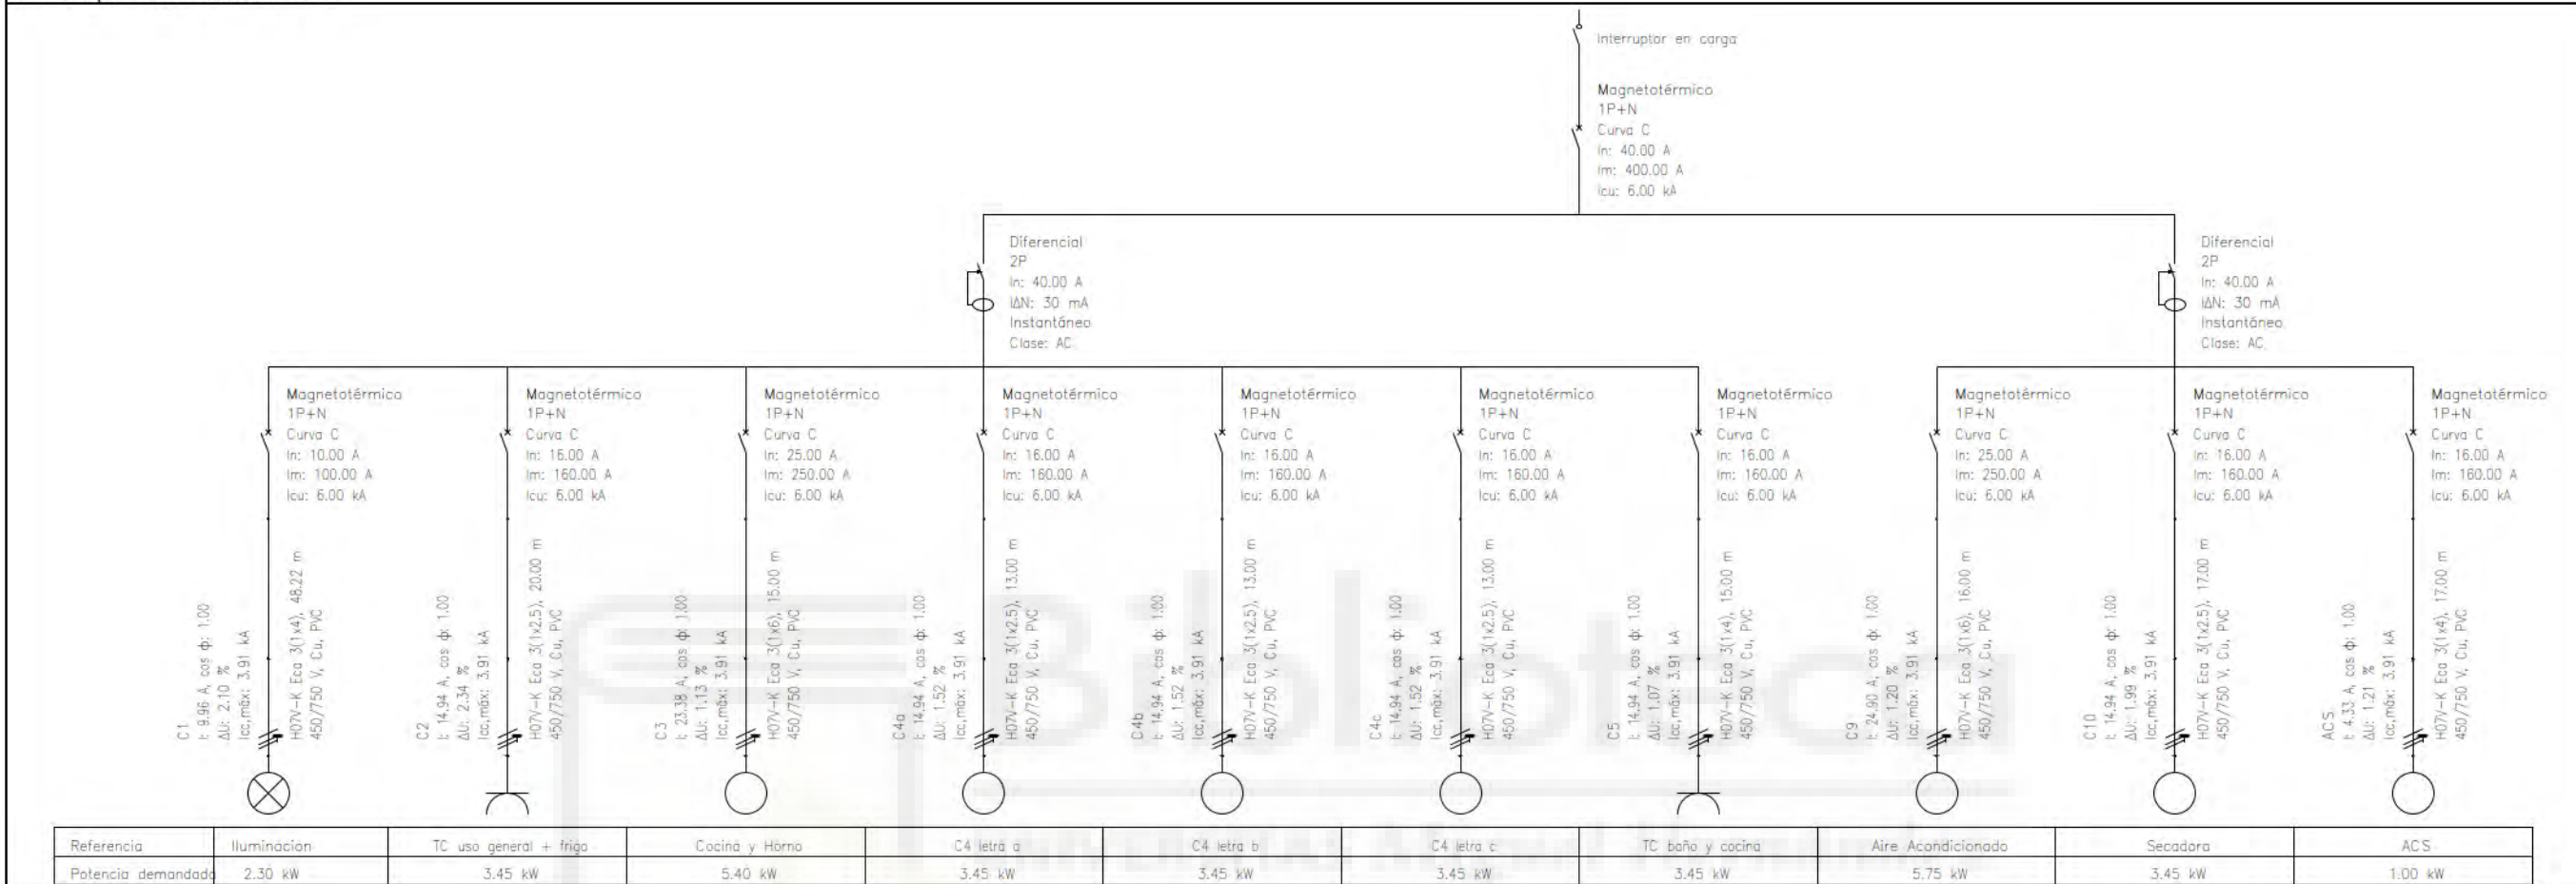 Interruptor en carga
Magnetotérmico
1P+N
Curva C
In: 40.00 A
Im: 400.00 A
Icu: 6.00 kA
Diferencial
2P
In: 40.00 A
IΔN: 30 mA
Instantáneo
Clase: AC
Diferencial
2P
In: 40.00 A
IΔN: 30 mA
Instantáneo
Clase: AC
Magnetotérmico
1P+N
Curva C
In: 10.00 A
Im: 100.00 A
Icu: 6.00 kA
Magnetotérmico
1P+N
Curva C
In: 16.00 A
Im: 160.00 A
Icu: 6.00 kA
Magnetotérmico
1P+N
Curva C
In: 25.00 A
Im: 250.00 A
Icu: 6.00 kA
Magnetotérmico
1P+N
Curva C
In: 16.00 A
Im: 160.00 A
Icu: 6.00 kA
Magnetotérmico
1P+N
Curva C
In: 16.00 A
Im: 160.00 A
Icu: 6.00 kA
Magnetotérmico
1P+N
Curva C
In: 16.00 A
Im: 160.00 A
Icu: 6.00 kA
Magnetotérmico
1P+N
Curva C
In: 16.00 A
Im: 160.00 A
Icu: 6.00 kA
Magnetotérmico
1P+N
Curva C
In: 25.00 A
Im: 250.00 A
Icu: 6.00 kA
Magnetotérmico
1P+N
Curva C
In: 16.00 A
Im: 160.00 A
Icu: 6.00 kA
Magnetotérmico
1P+N
Curva C
In: 16.00 A
Im: 160.00 A
Icu: 6.00 kA
C1
I: 9.96 A, cos φ: 1.00
ΔU: 2.10 %
Icc,máx: 3.91 kA
H07V-K Eca 3(1x4), 48.22 m
450/750 V, Cu, PVC
C2
I: 14.94 A, cos φ: 1.00
ΔU: 2.34 %
Icc,máx: 3.91 kA
H07V-K Eca 3(1x2.5), 20.00 m
450/750 V, Cu, PVC
C3
I: 23.38 A, cos φ: 1.00
ΔU: 1.13 %
Icc,máx: 3.91 kA
H07V-K Eca 3(1x6), 15.00 m
450/750 V, Cu, PVC
C4a
I: 14.94 A, cos φ: 1.00
ΔU: 1.52 %
Icc,máx: 3.91 kA
H07V-K Eca 3(1x2.5), 13.00 m
450/750 V, Cu, PVC
C4b
I: 14.94 A, cos φ: 1.00
ΔU: 1.52 %
Icc,máx: 3.91 kA
H07V-K Eca 3(1x2.5), 13.00 m
450/750 V, Cu, PVC
C4c
I: 14.94 A, cos φ: 1.00
ΔU: 1.52 %
Icc,máx: 3.91 kA
H07V-K Eca 3(1x2.5), 13.00 m
450/750 V, Cu, PVC
C5
I: 14.94 A, cos φ: 1.00
ΔU: 1.07 %
Icc,máx: 3.91 kA
H07V-K Eca 3(1x4), 15.00 m
450/750 V, Cu, PVC
C9
I: 24.90 A, cos φ: 1.00
ΔU: 1.20 %
Icc,máx: 3.91 kA
H07V-K Eca 3(1x6), 16.00 m
450/750 V, Cu, PVC
C10
I: 14.94 A, cos φ: 1.00
ΔU: 1.99 %
Icc,máx: 3.91 kA
H07V-K Eca 3(1x2.5), 17.00 m
450/750 V, Cu, PVC
ACS
I: 4.33 A, cos φ: 1.00
ΔU: 1.21 %
Icc,máx: 3.91 kA
H07V-K Eca 3(1x4), 17.00 m
450/750 V, Cu, PVC
Biblioteca
Referencia Iluminacion TC uso general + frigo Cocina y Horno C4 letra a C4 letra b C4 letra c TC baño y cocina Aire Acondicionado Secadora ACS
Potencia demandada 2.30 kW 3.45 kW 5.40 kW 3.45 kW 3.45 kW 3.45 kW 3.45 kW 5.75 kW 3.45 kW 1.00 kW